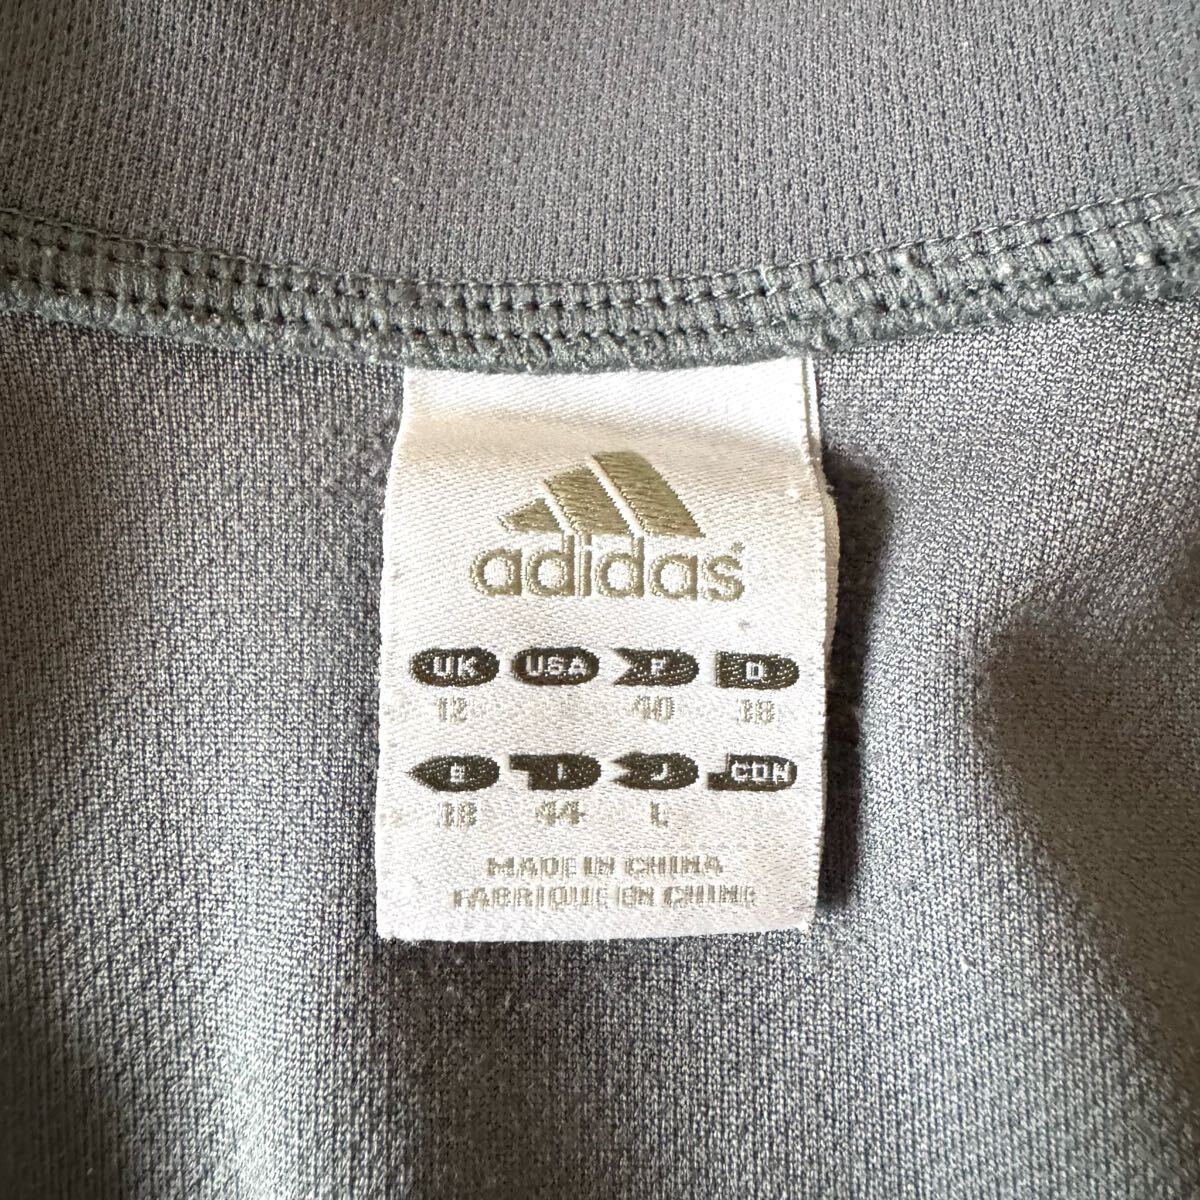 adidas
UK USA F D
12 40 38
G I J CDN
38 44 L
MADE IN CHINA
FABRIQUE EN CHINE